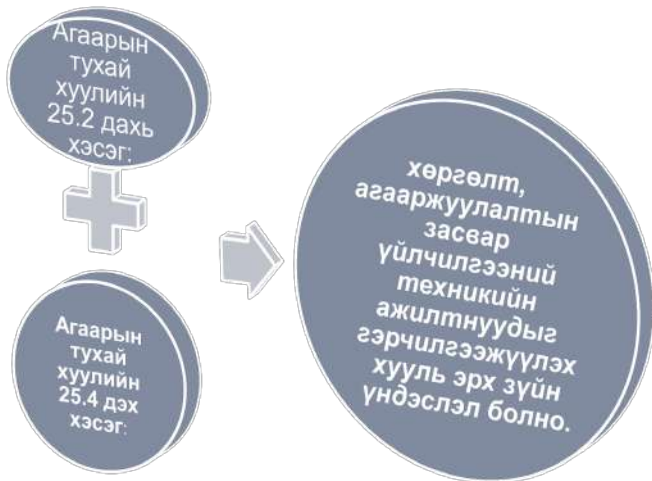 Агаарын
тухай
хуулийн
25.2 дахь
хэсэг:
Агаарын
тухай
хуулийн
25.4 дэх
хэсэг:
хөргөлт,
агааржуулалтын
засвар
үйлчилгээний
техникийн
ажилтнуудыг
гэрчилгээжүүлэх
хууль эрх зүйн
үндэслэл болно.